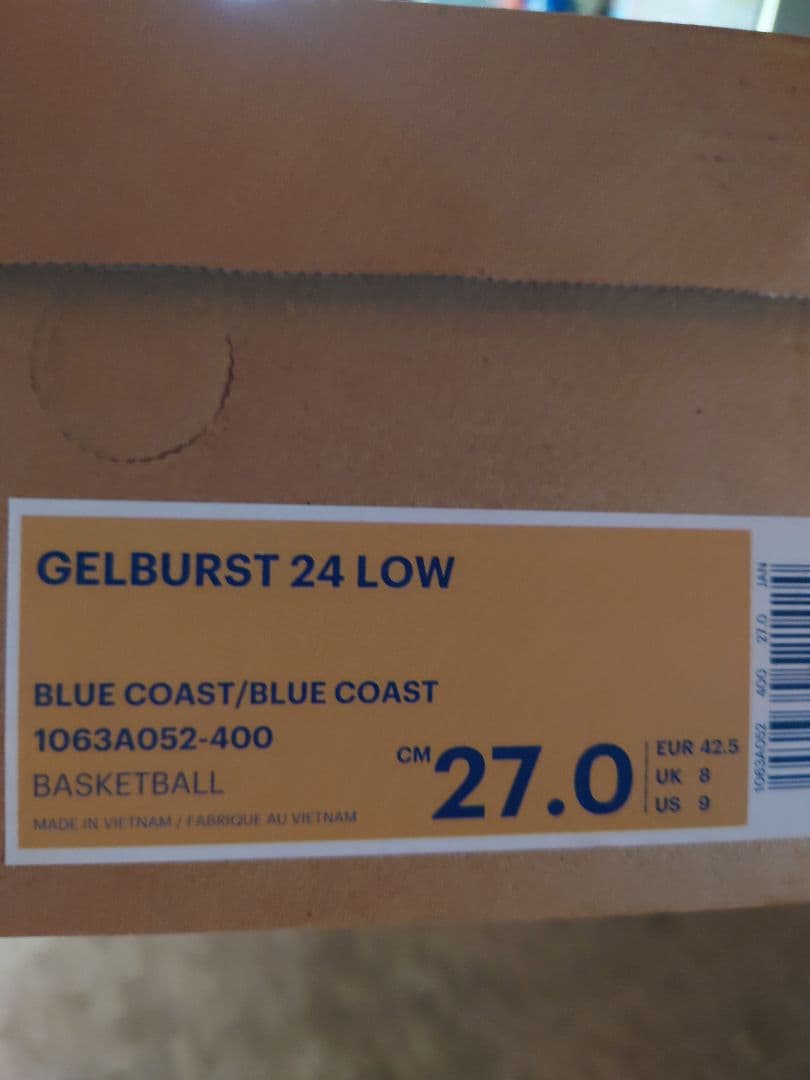 GELBURST 24 LOW
BLUE COAST/BLUE COAST
1063A052-400
BASKETBALL
MADE IN VIETNAM / FABRIQUE AU VIETNAM
CM 27.0
EUR 42.5
UK 8
US 9
1063A052 400 27.0 JAN